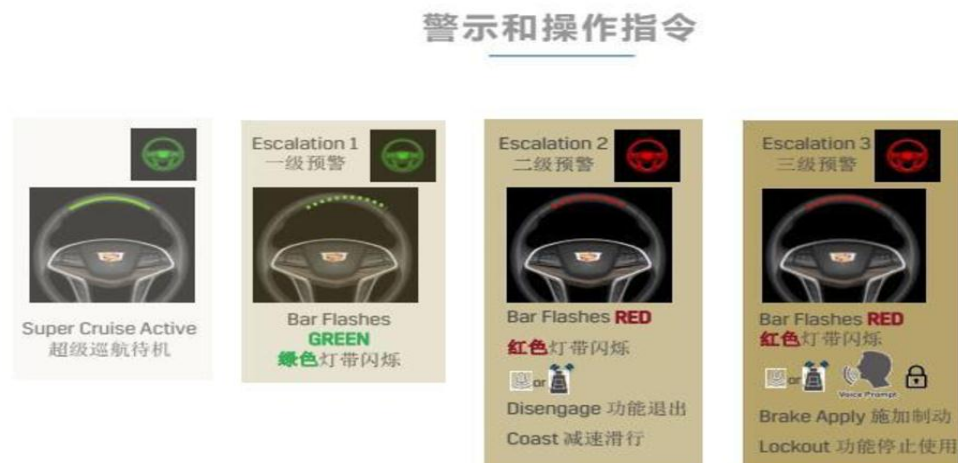 警示和操作指令
Super Cruise Active
超级巡航待机
Escalation 1
一级预警
Bar Flashes
GREEN
绿色灯带闪烁
Escalation 2
二级预警
Bar Flashes RED
红色灯带闪烁
or
Disengage 功能退出
Coast 减速滑行
Escalation 3
三级预警
Bar Flashes RED
红色灯带闪烁
or
Voice Prompt
Brake Apply 施加制动
Lockout 功能停止使用